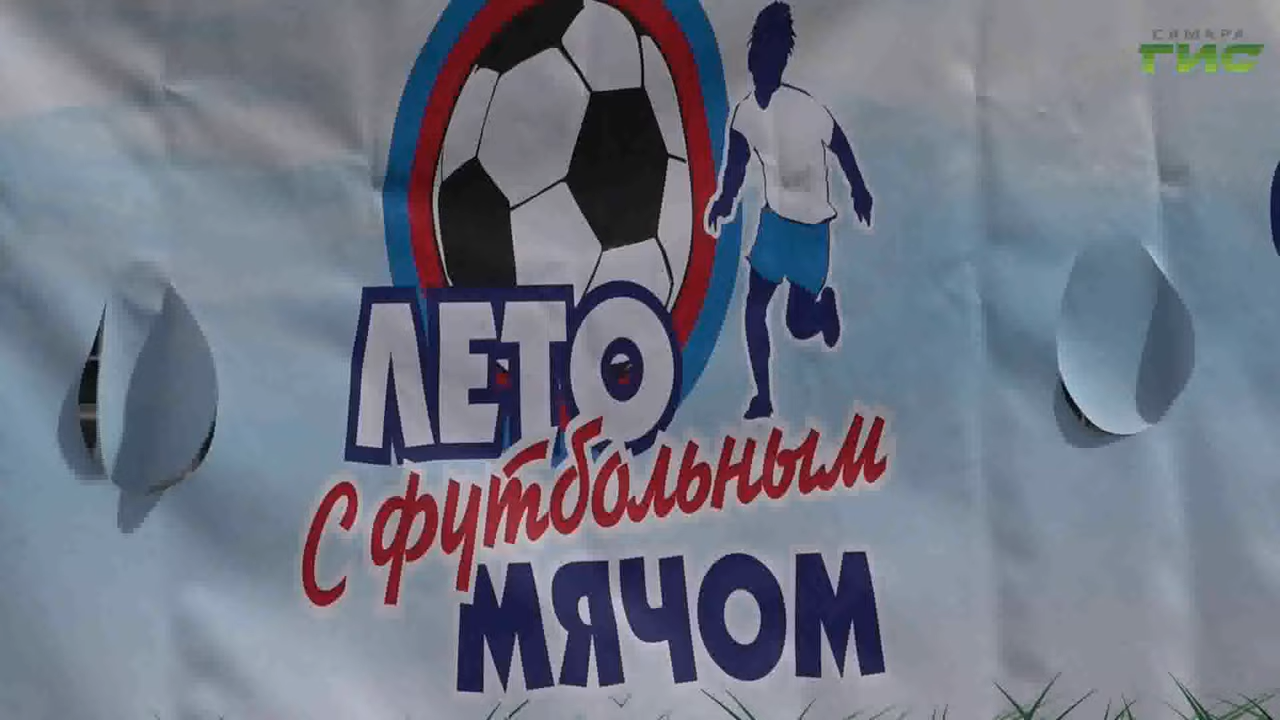 САМАРА
ГИС
ЛЕТО
С футбольным
МЯЧОМ